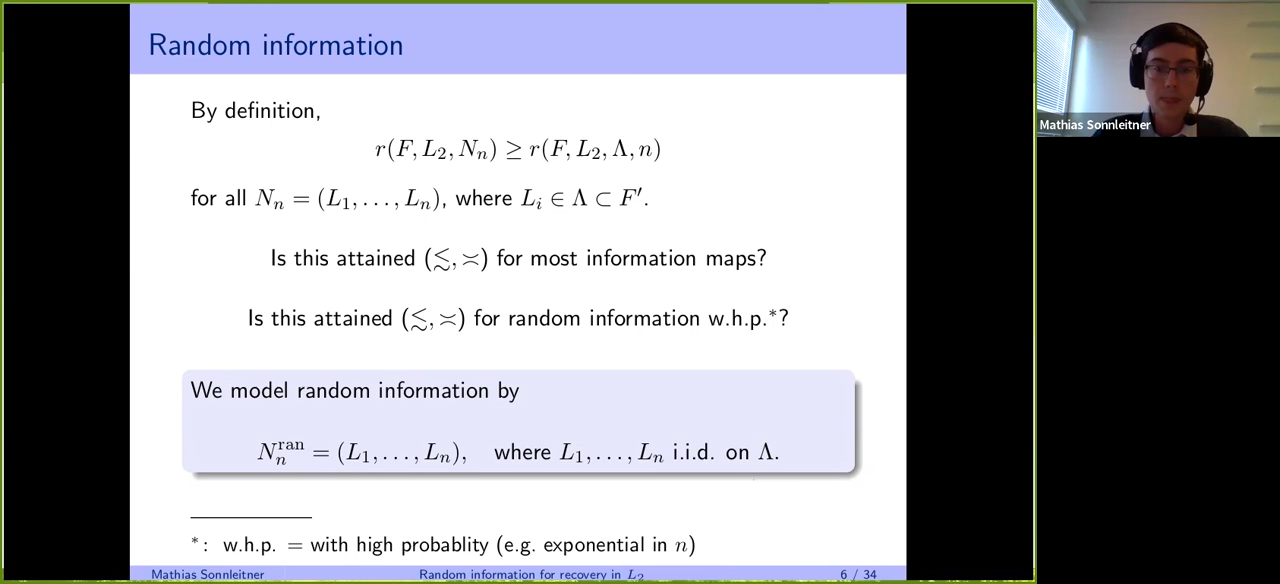 Random information
By definition,
r(F, L₂, Nₙ) ≥ r(F, L₂, Λ, n)
for all Nₙ = (L₁, . . . , Lₙ), where Lᵢ ∈ Λ ⊂ F′.
Is this attained (≲, ≍) for most information maps?
Is this attained (≲, ≍) for random information w.h.p.*?
We model random information by
Nₙʳᵃⁿ = (L₁, . . . , Lₙ), where L₁, . . . , Lₙ i.i.d. on Λ.
*: w.h.p. = with high probablity (e.g. exponential in n)
Mathias Sonnleitner Random information for recovery in L₂ 6 / 34
Mathias Sonnleitner